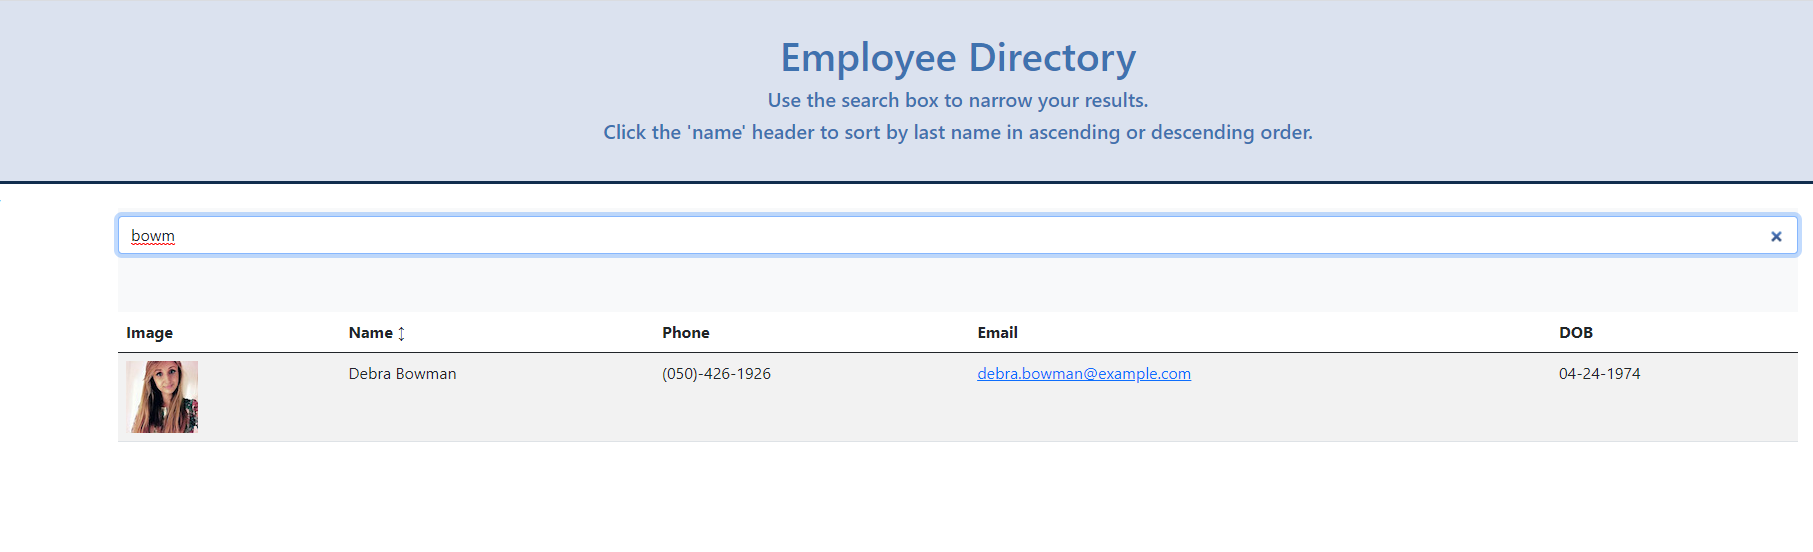 Employee Directory
Use the search box to narrow your results.
Click the 'name' header to sort by last name in ascending or descending order.
bowm
Image Name ↕ Phone Email DOB
Debra Bowman (050)-426-1926 debra.bowman@example.com 04-24-1974